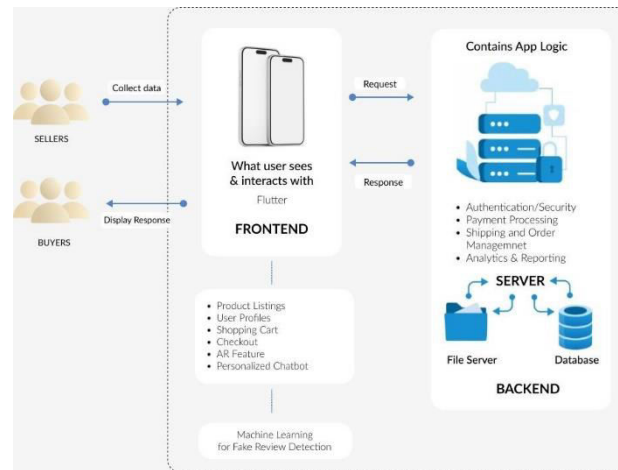 SELLERS
Collect data
BUYERS
Display Response
What user sees
& interacts with
Flutter
FRONTEND
• Product Listings
• User Profiles
• Shopping Cart
• Checkout
• AR Feature
• Personalized Chatbot
Machine Learning
for Fake Review Detection
Request
Response
Contains App Logic
• Authentication/Security
• Payment Processing
• Shipping and Order
Managemnet
• Analytics & Reporting
SERVER
File Server
Database
BACKEND